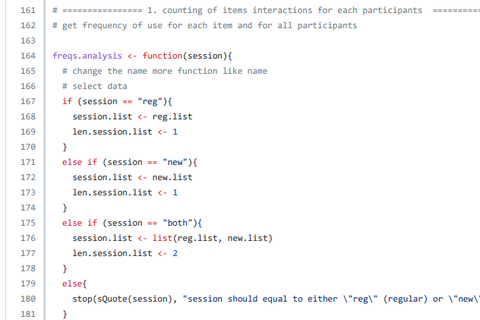 161 # ================ 1. counting of items interactions for each participants ==========
162 # get frequency of use for each item and for all participants
163
164 freqs.analysis <- function(session){
165 # change the name more function like name
166 # select data
167 if (session == "reg"){
168 session.list <- reg.list
169 len.session.list <- 1
170 }
171 else if (session == "new"){
172 session.list <- new.list
173 len.session.list <- 1
174 }
175 else if (session == "both"){
176 session.list <- list(reg.list, new.list)
177 len.session.list <- 2
178 }
179 else{
180 stop(sQuote(session), "session should equal to either \"reg\" (regular) or \"new\"
181 }